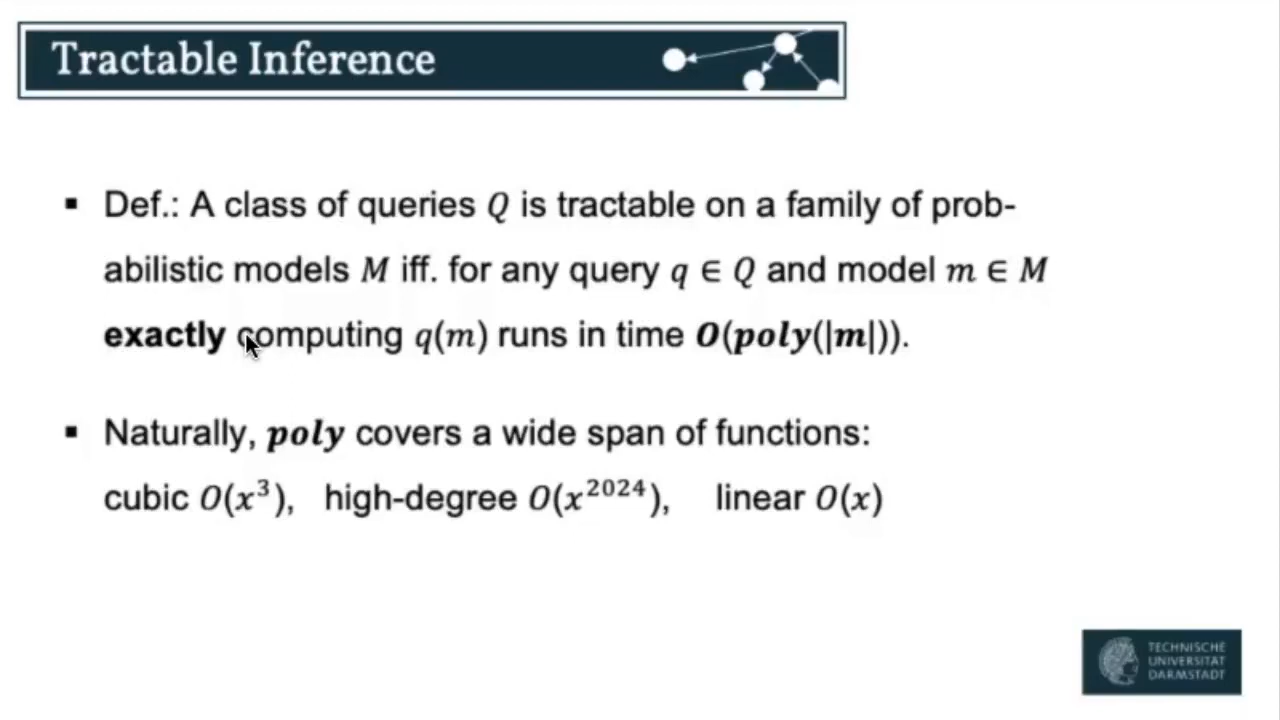 Tractable Inference
▪ Def.: A class of queries Q is tractable on a family of prob-
abilistic models M iff. for any query q ∈ Q and model m ∈ M
exactly computing q(m) runs in time O(poly(|m|)).
▪ Naturally, poly covers a wide span of functions:
cubic O(x³), high-degree O(x²⁰²⁴), linear O(x)
TECHNISCHE
UNIVERSITÄT
DARMSTADT